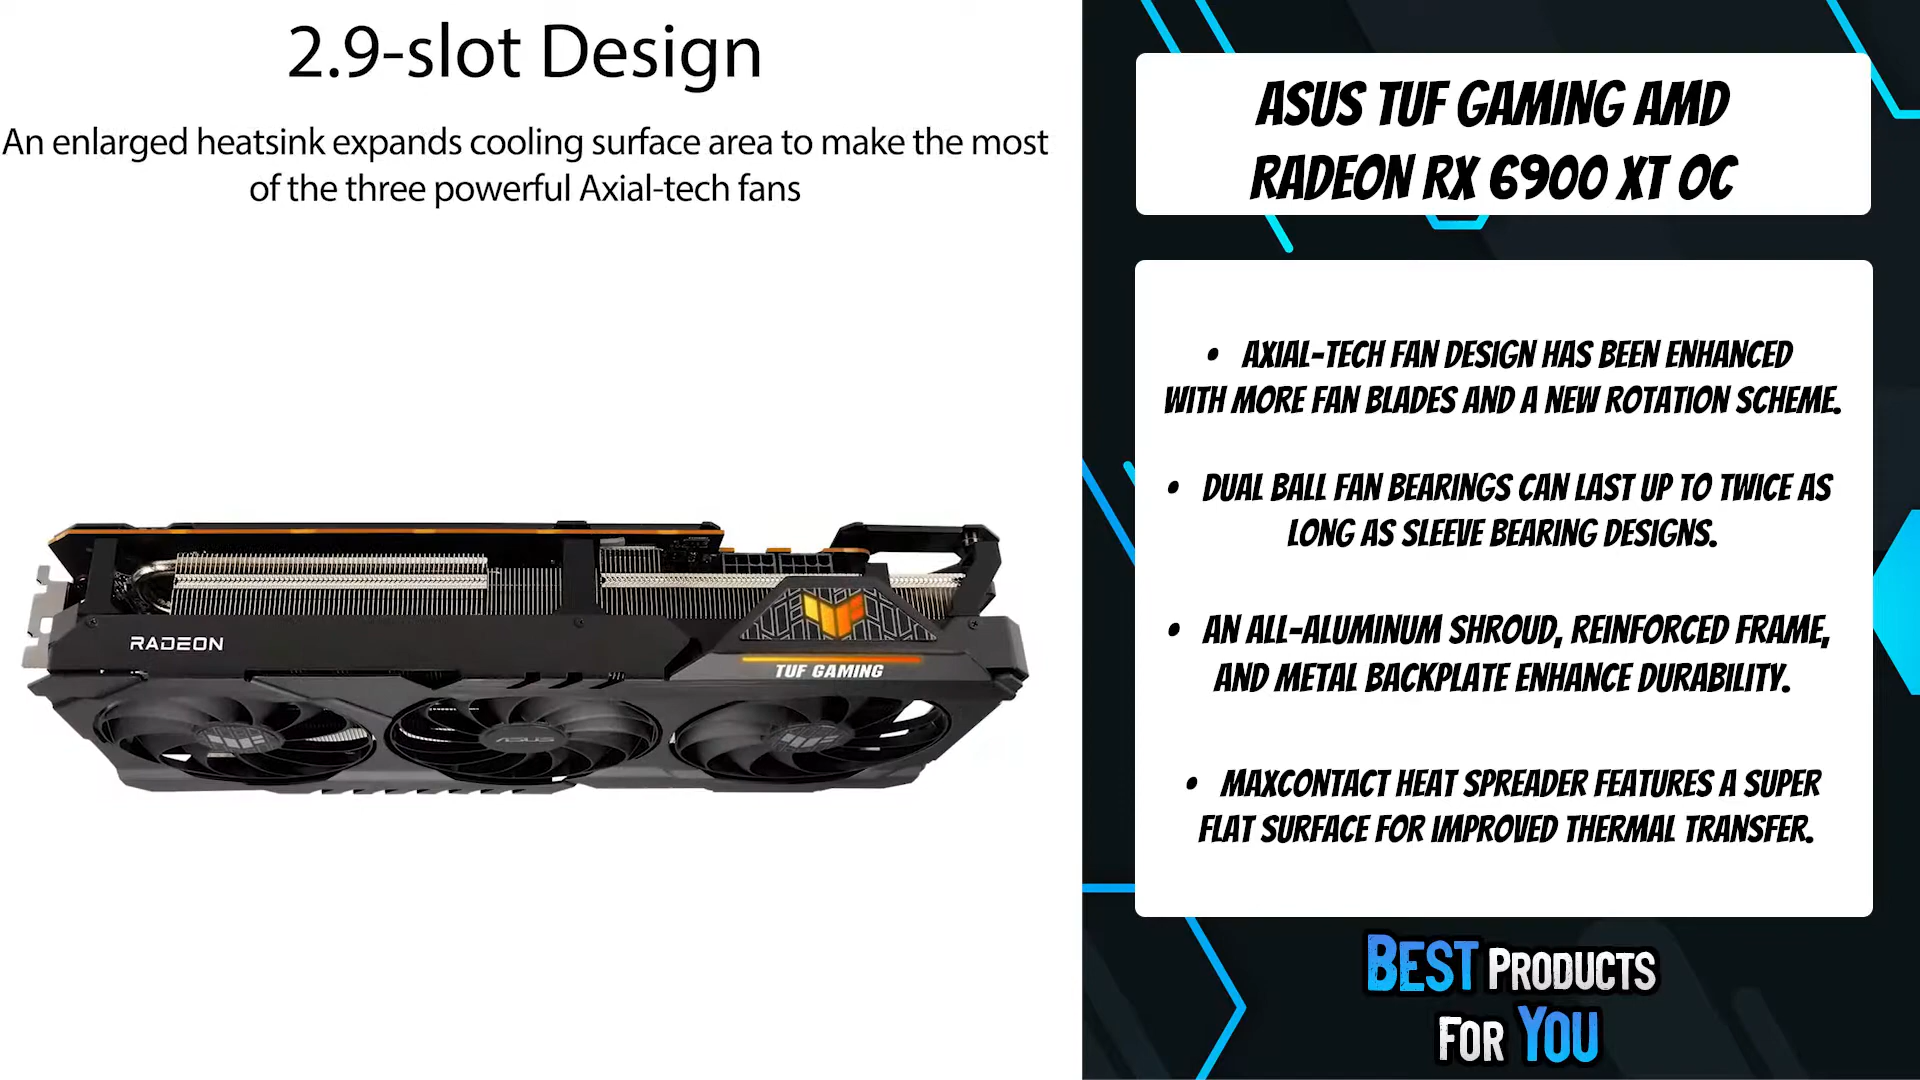 2.9-slot Design
An enlarged heatsink expands cooling surface area to make the most
of the three powerful Axial-tech fans
RADEON
TUF GAMING
ASUS
ASUS TUF GAMING AMD
RADEON RX 6900 XT OC
• AXIAL-TECH FAN DESIGN HAS BEEN ENHANCED
WITH MORE FAN BLADES AND A NEW ROTATION SCHEME.
• DUAL BALL FAN BEARINGS CAN LAST UP TO TWICE AS
LONG AS SLEEVE BEARING DESIGNS.
• AN ALL-ALUMINUM SHROUD, REINFORCED FRAME,
AND METAL BACKPLATE ENHANCE DURABILITY.
• MAXCONTACT HEAT SPREADER FEATURES A SUPER
FLAT SURFACE FOR IMPROVED THERMAL TRANSFER.
BEST PRODUCTS
FOR YOU